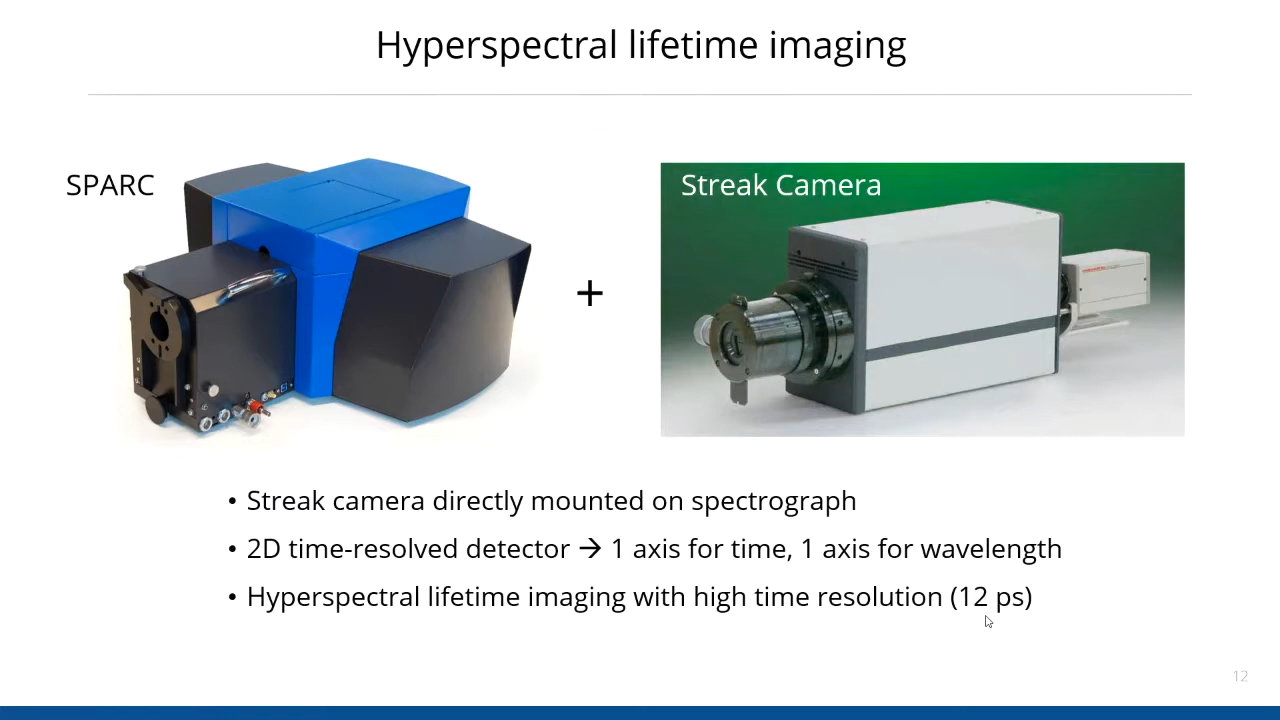 Hyperspectral lifetime imaging
SPARC
Streak Camera
+
• Streak camera directly mounted on spectrograph
• 2D time-resolved detector → 1 axis for time, 1 axis for wavelength
• Hyperspectral lifetime imaging with high time resolution (12 ps)
12